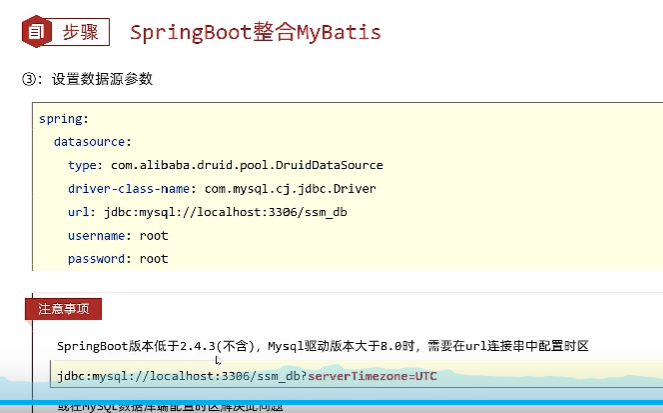 步骤 SpringBoot整合MyBatis
③：设置数据源参数
spring:
  datasource:
    type: com.alibaba.druid.pool.DruidDataSource
    driver-class-name: com.mysql.cj.jdbc.Driver
    url: jdbc:mysql://localhost:3306/ssm_db
    username: root
    password: root
注意事项
SpringBoot版本低于2.4.3(不含)，Mysql驱动版本大于8.0时，需要在url连接串中配置时区
jdbc:mysql://localhost:3306/ssm_db?serverTimezone=UTC
或在MySQL数据库端配置时区解决此问题